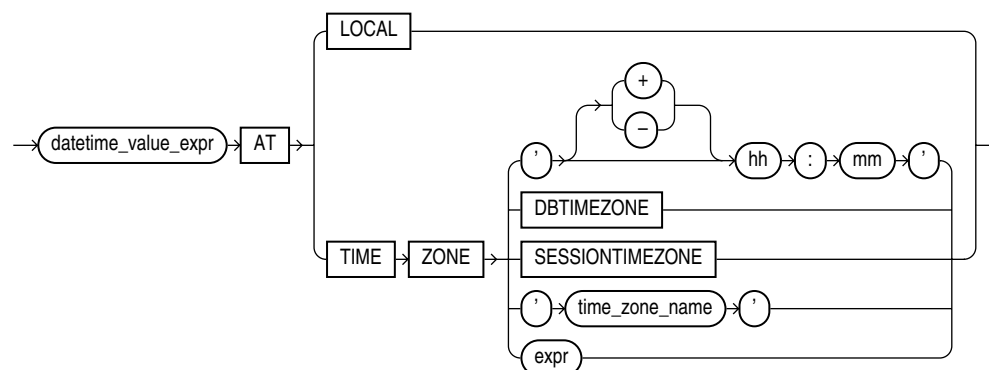 LOCAL
+
−
datetime_value_expr AT
' hh : mm '
DBTIMEZONE
TIME ZONE SESSIONTIMEZONE
' time_zone_name '
expr